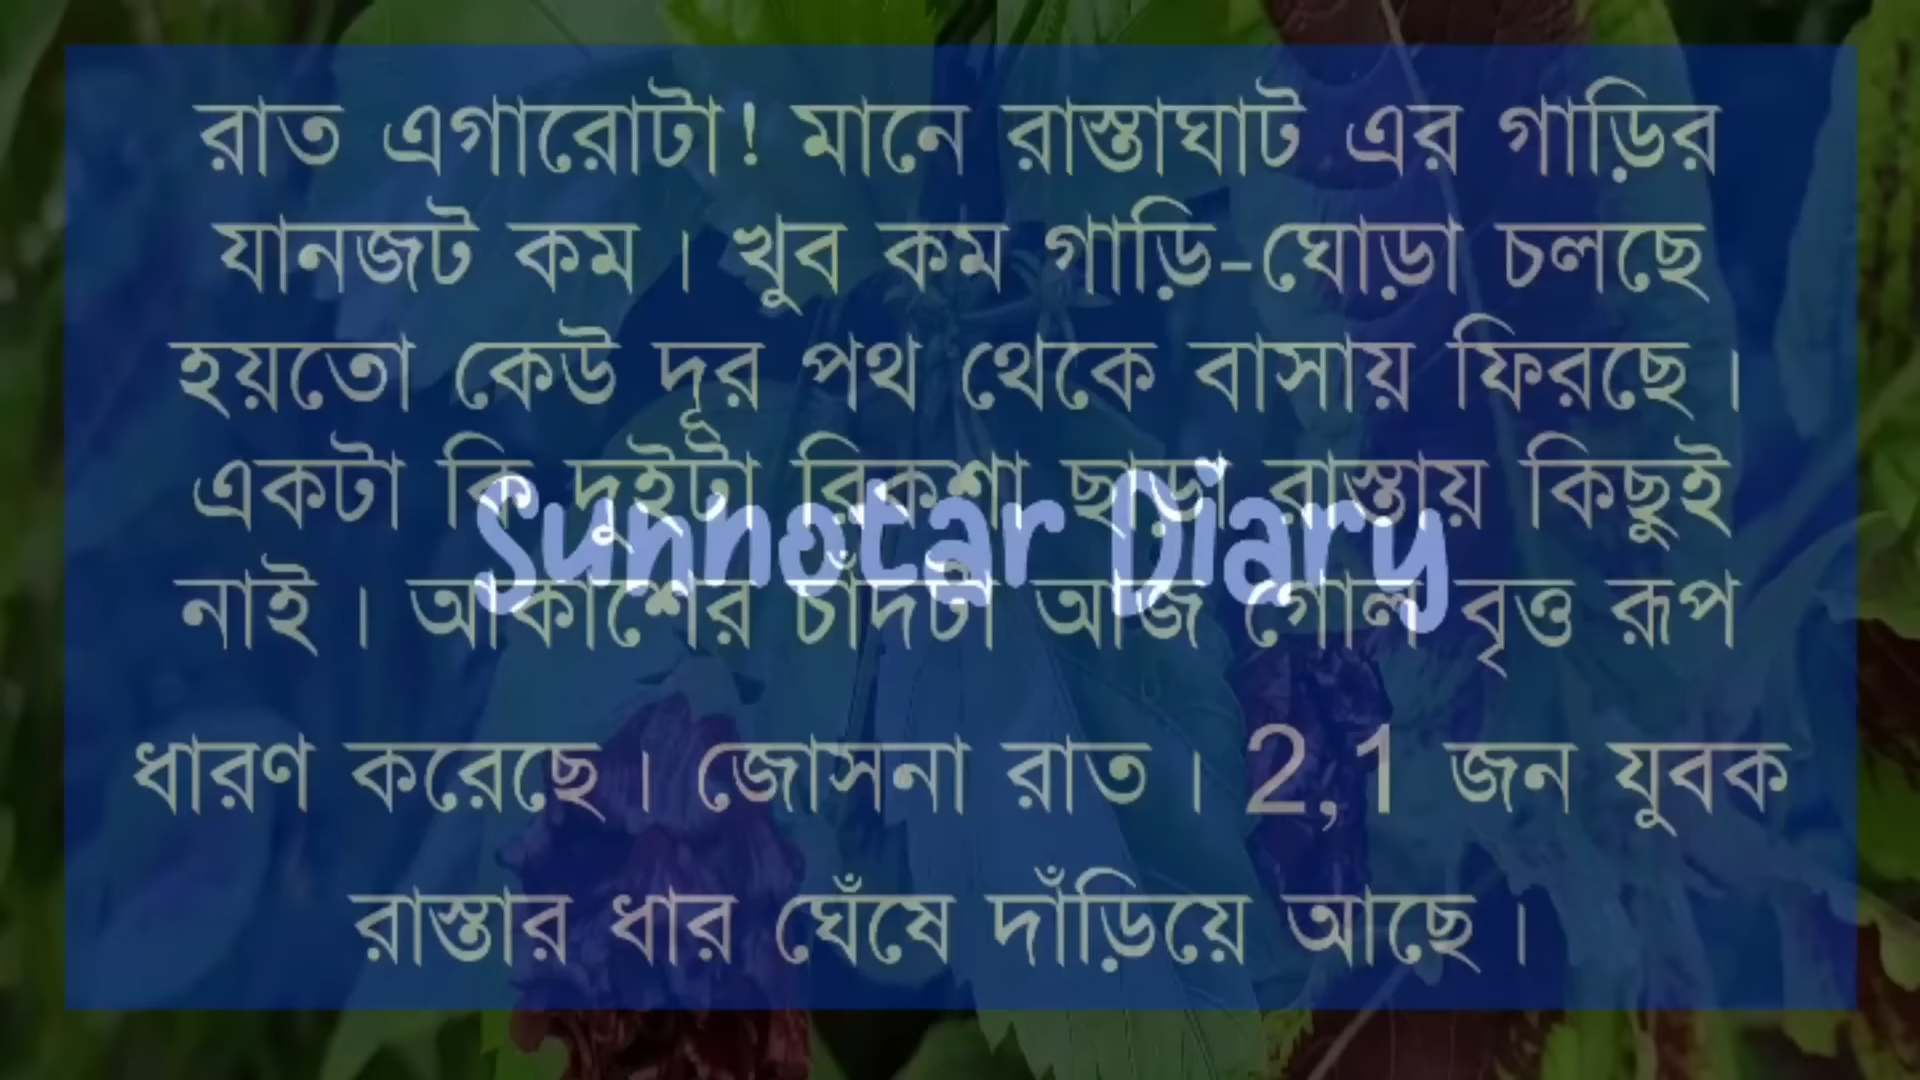 রাত এগারোটা! মানে রাস্তাঘাট এর গাড়ির
যানজট কম। খুব কম গাড়ি-ঘোড়া চলছে
হয়তো কেউ দূর পথ থেকে বাসায় ফিরছে।
একটা কি দুইটা রিকশা ছাড়া রাস্তায় কিছুই
Sunnotar Diary
নাই। আকাশের চাঁদটা আজ গোল বৃত্ত রূপ
ধারণ করেছে। জোসনা রাত। 2,1 জন যুবক
রাস্তার ধার ঘেঁষে দাঁড়িয়ে আছে।